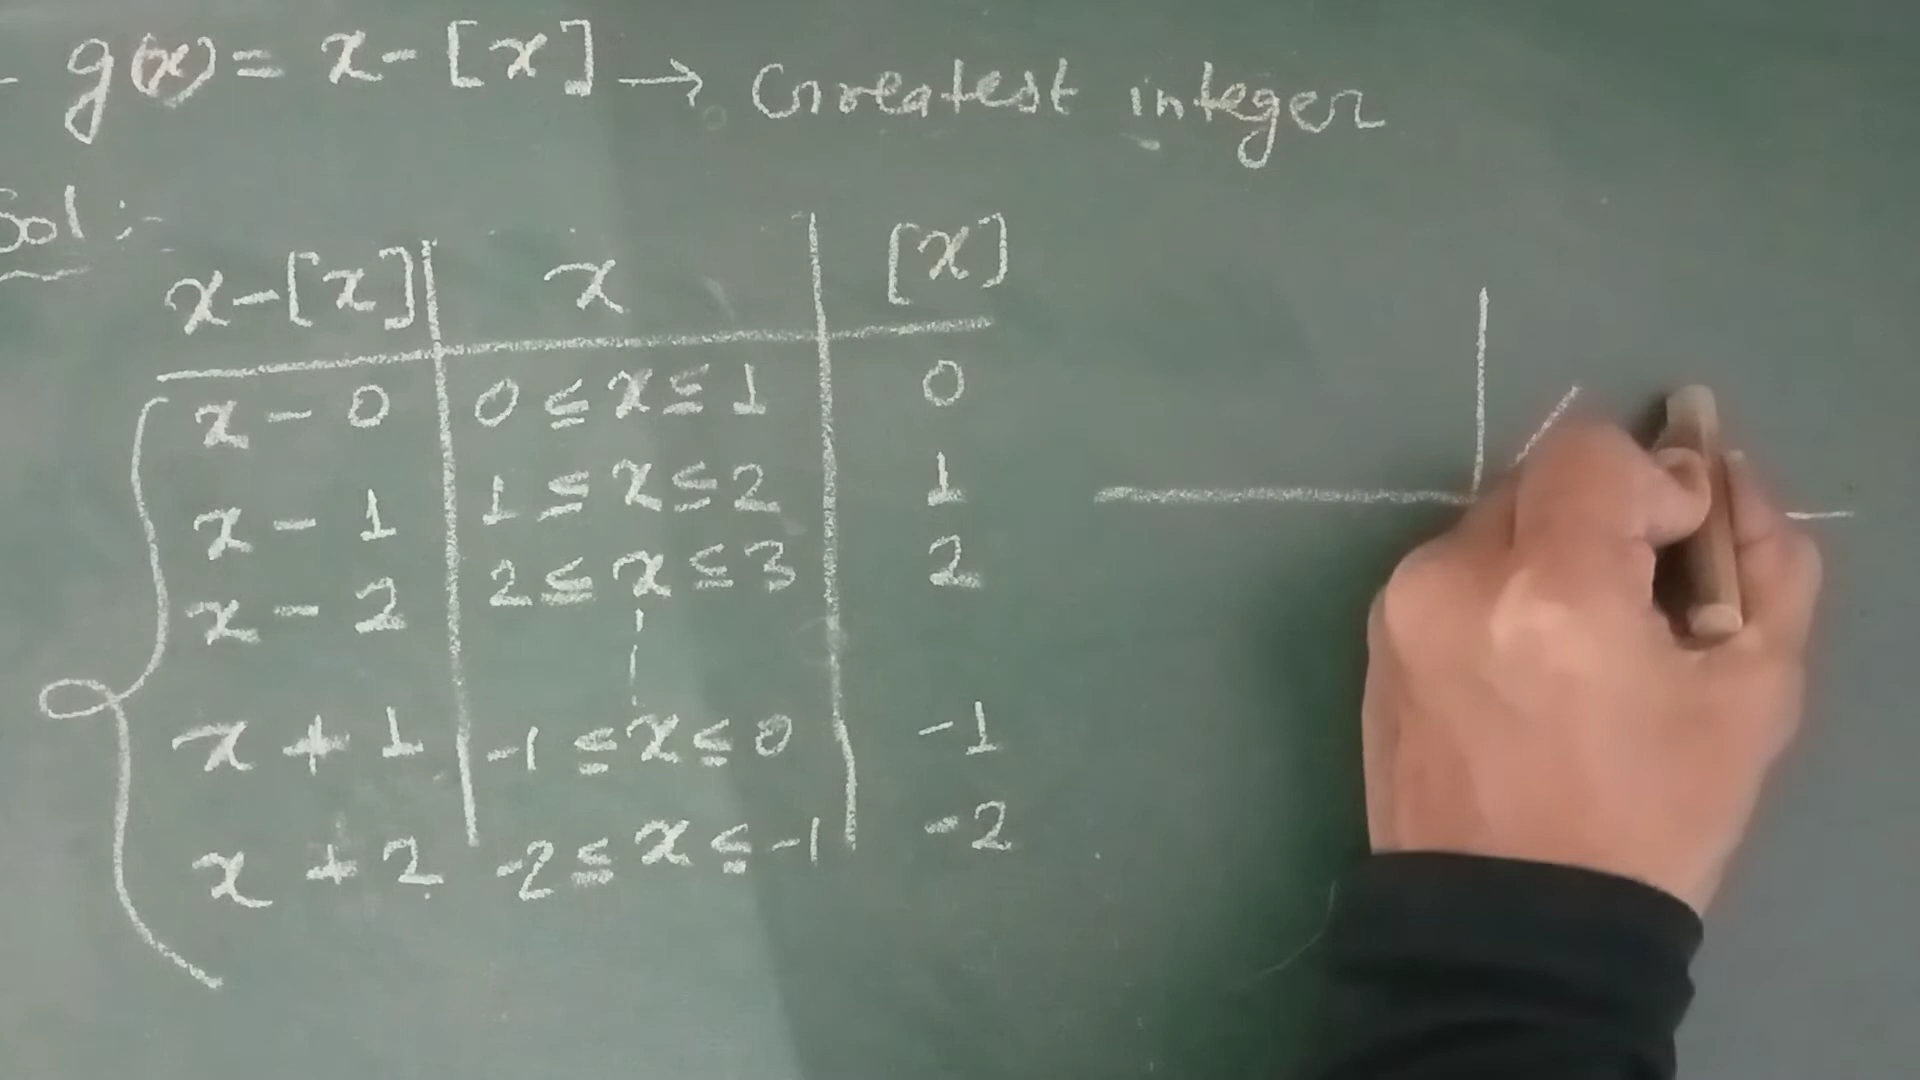 - g(x) = x - [x] → Greatest integer
Sol :-
x - [x] | x | [x]
x - 0 | 0 ≤ x ≤ 1 | 0
x - 1 | 1 ≤ x ≤ 2 | 1
x - 2 | 2 ≤ x ≤ 3 | 2
x + 1 | -1 ≤ x ≤ 0 | -1
x + 2 | -2 ≤ x ≤ -1 | -2